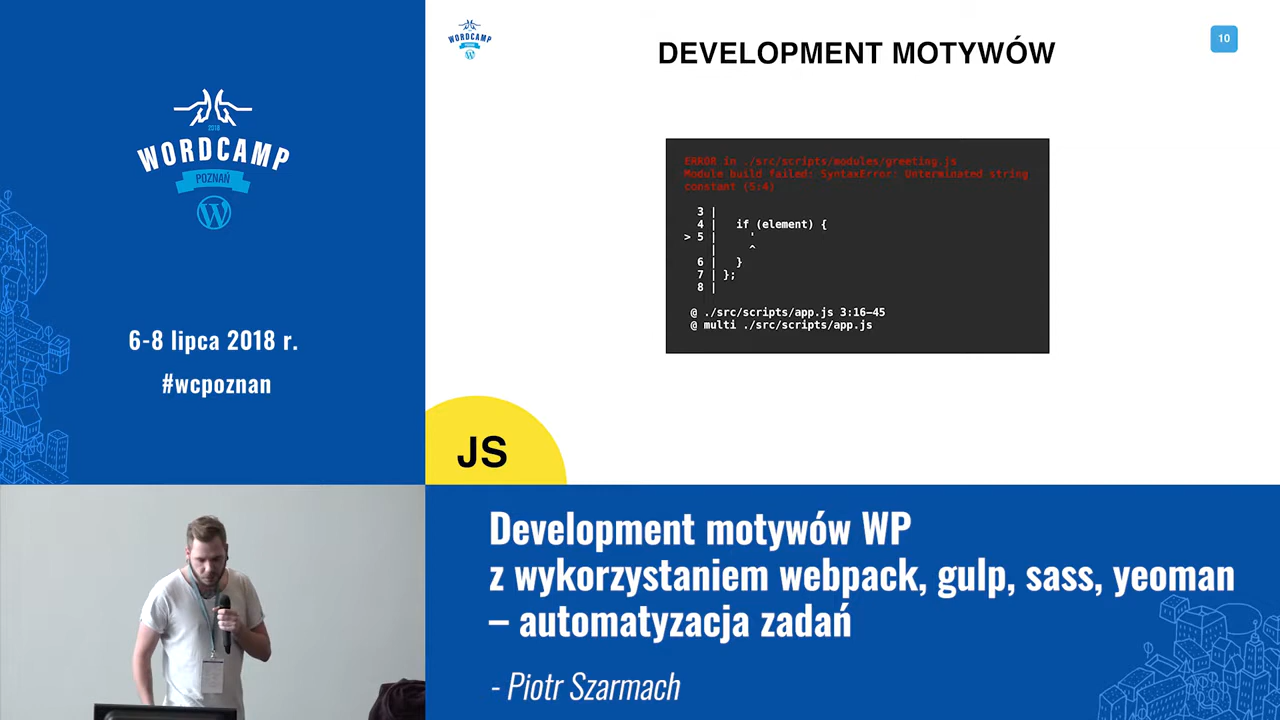 2018
WORDCAMP
POZNAŃ
6-8 lipca 2018 r.
#wcpoznan
WORDCAMP
DEVELOPMENT MOTYWÓW
10
ERROR in ./src/scripts/modules/greeting.js
Module build failed: SyntaxError: Unterminated string
constant (5:4)
3 |
4 |   if (element) {
> 5 |     '
|     ^
6 |   }
7 | };
8 |
@ ./src/scripts/app.js 3:16–45
@ multi ./src/scripts/app.js
JS
Development motywów WP
z wykorzystaniem webpack, gulp, sass, yeoman
– automatyzacja zadań
- Piotr Szarmach